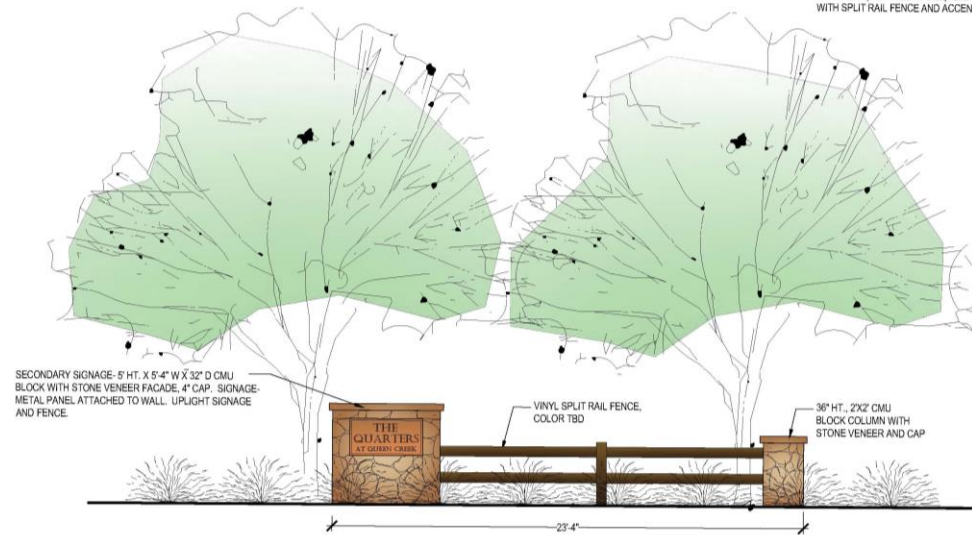 WITH SPLIT RAIL FENCE AND ACCEN
SECONDARY SIGNAGE- 5' HT. X 5'-4" W X 32" D CMU
BLOCK WITH STONE VENEER FACADE, 4" CAP. SIGNAGE-
METAL PANEL ATTACHED TO WALL. UPLIGHT SIGNAGE
AND FENCE.
VINYL SPLIT RAIL FENCE,
COLOR TBD
36" HT., 2'X2' CMU
BLOCK COLUMN WITH
STONE VENEER AND CAP
THE
QUARTERS
AT QUEEN CREEK
23'-4"